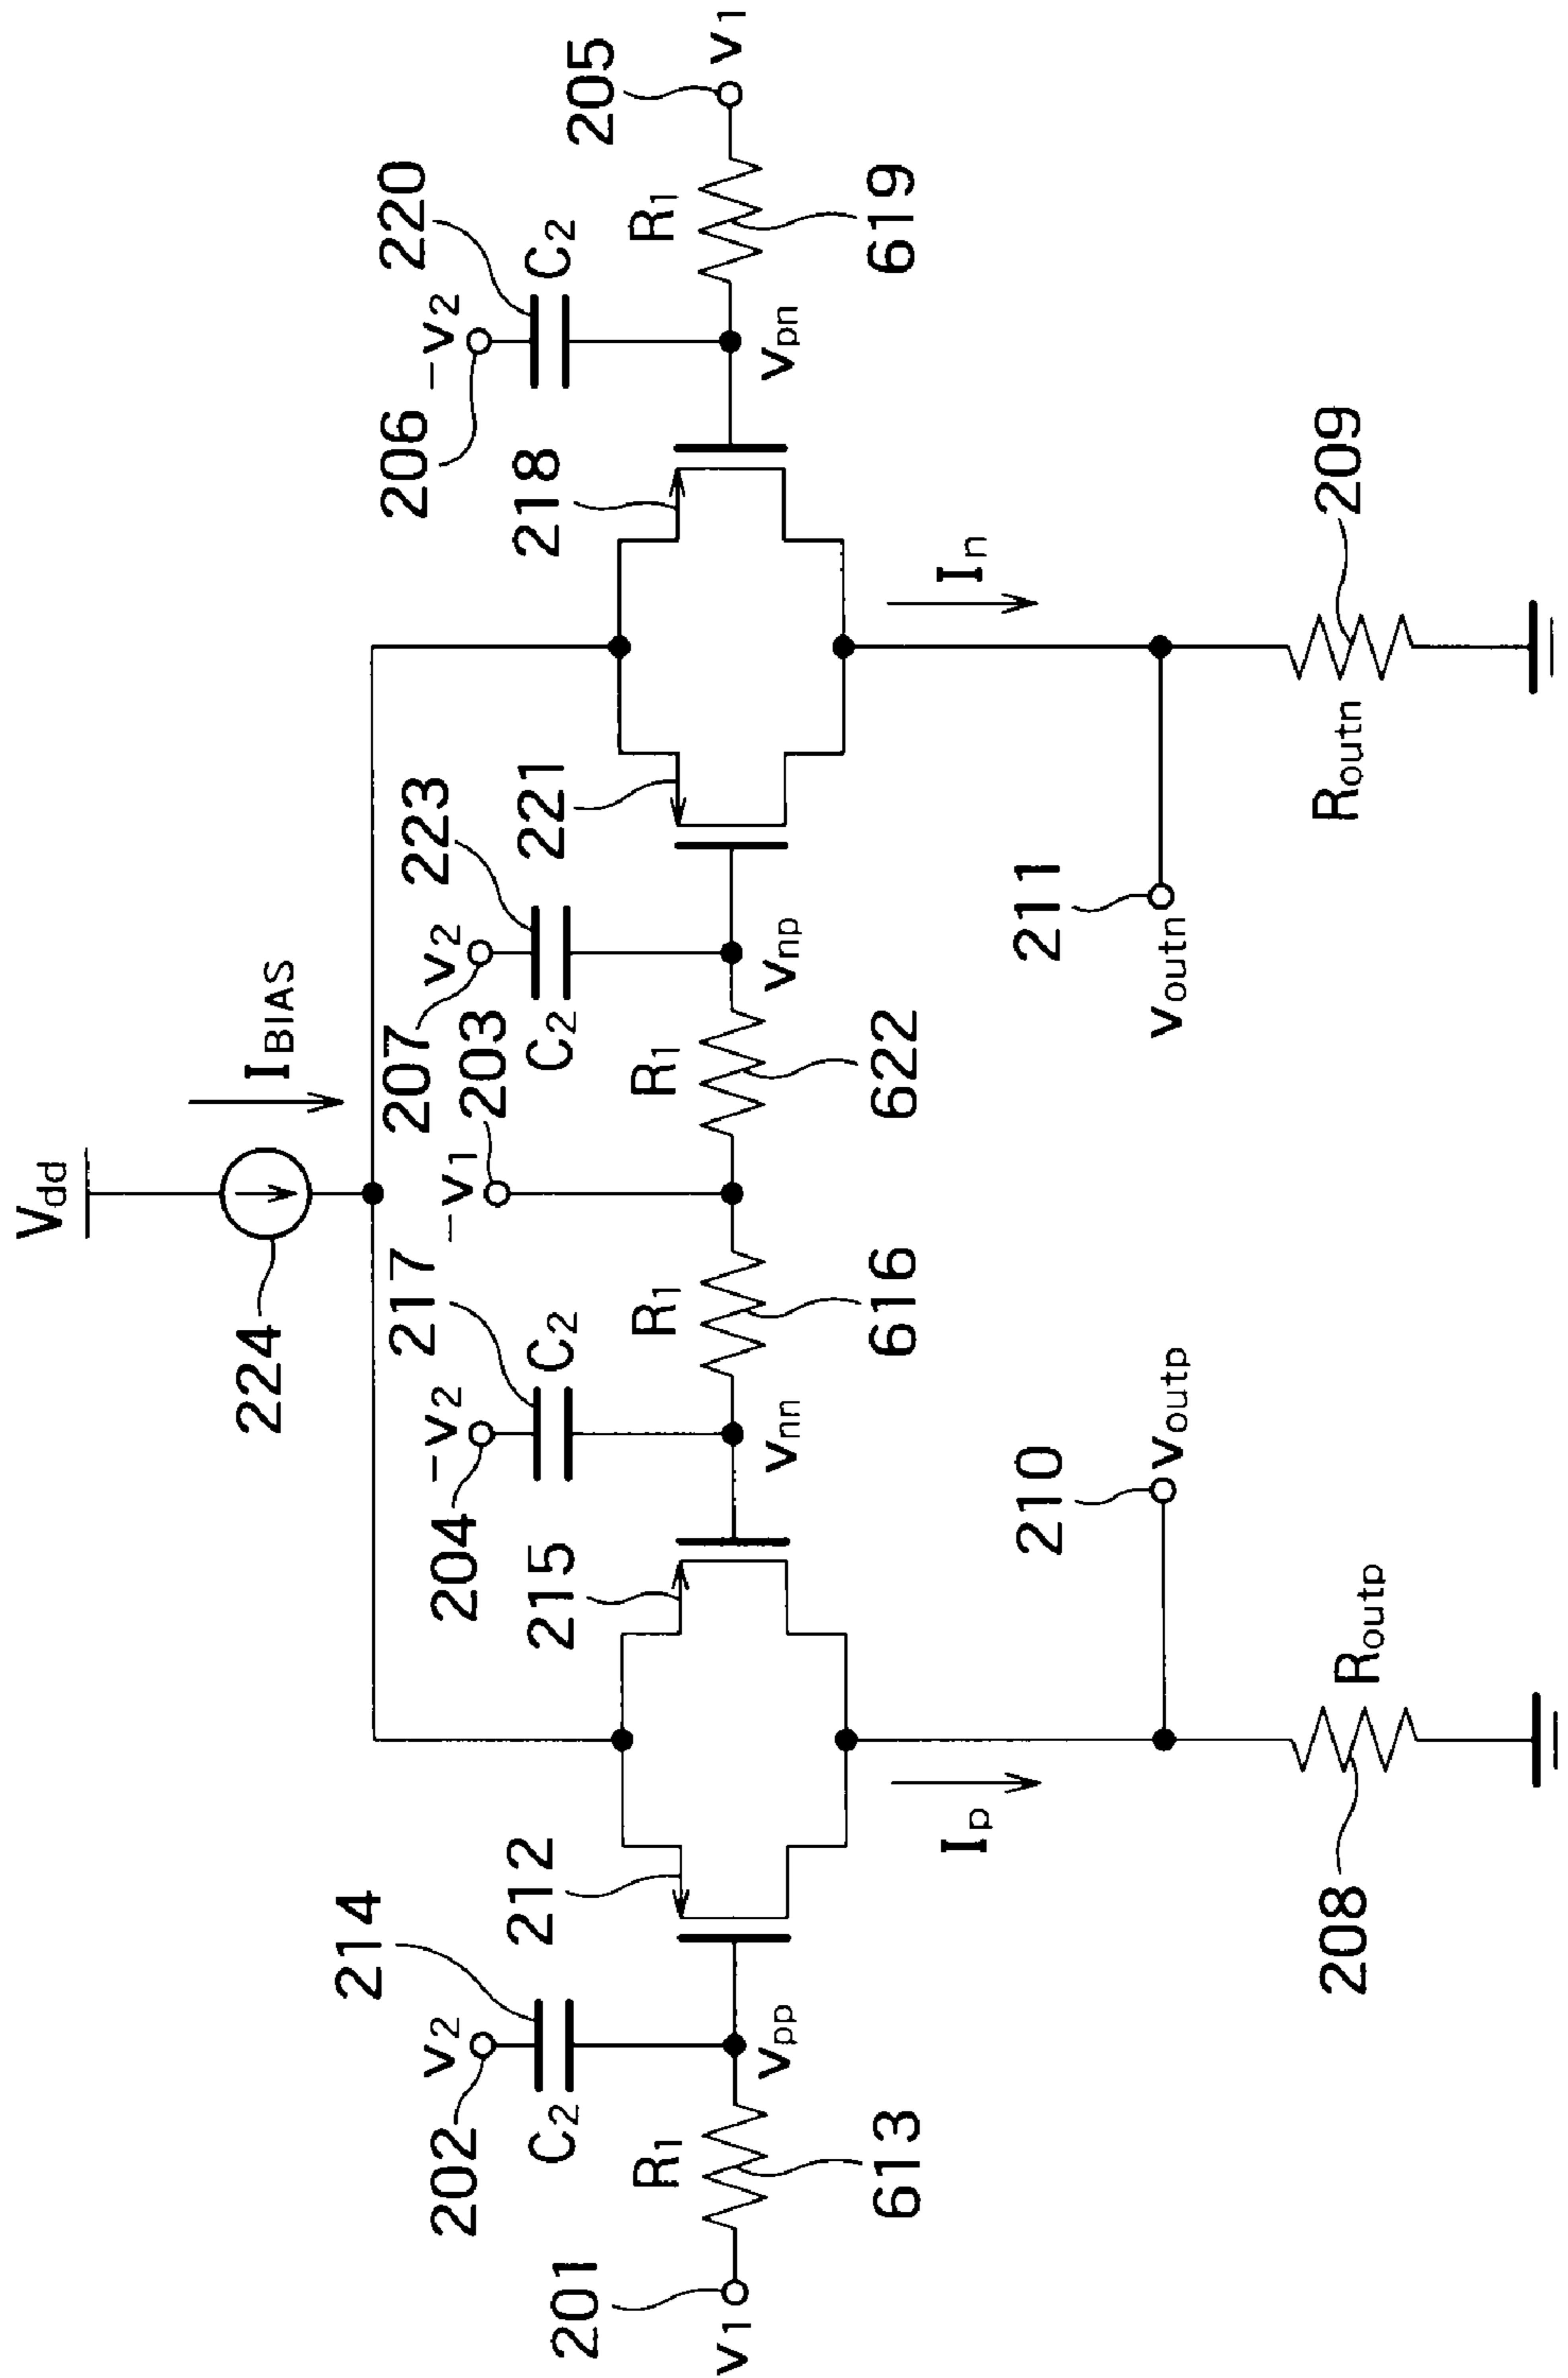 Vdd
224
IBIAS
214
202
v2
C2
212
201
v1
R1
613
vpp
204
-v2
217
C2
215
R1
616
vnn
-v1
203
207
v2
223
C2
221
R1
622
vnp
206
-v2
220
C2
218
205
v1
R1
619
vpn
Ip
In
210
voutp
211
voutn
208
Routp
Routn
209